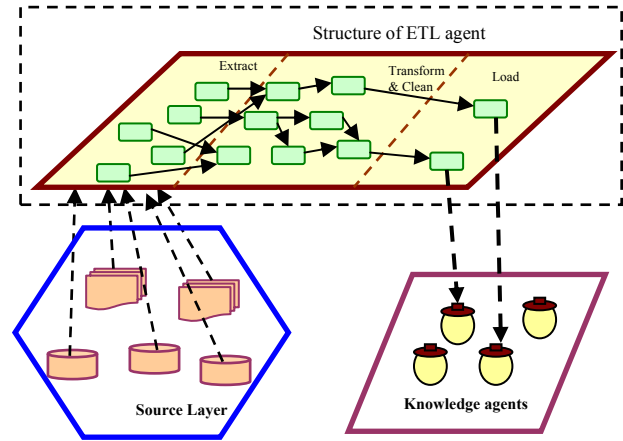 Structure of ETL agent
Extract
Transform
& Clean
Load
Source Layer
Knowledge agents